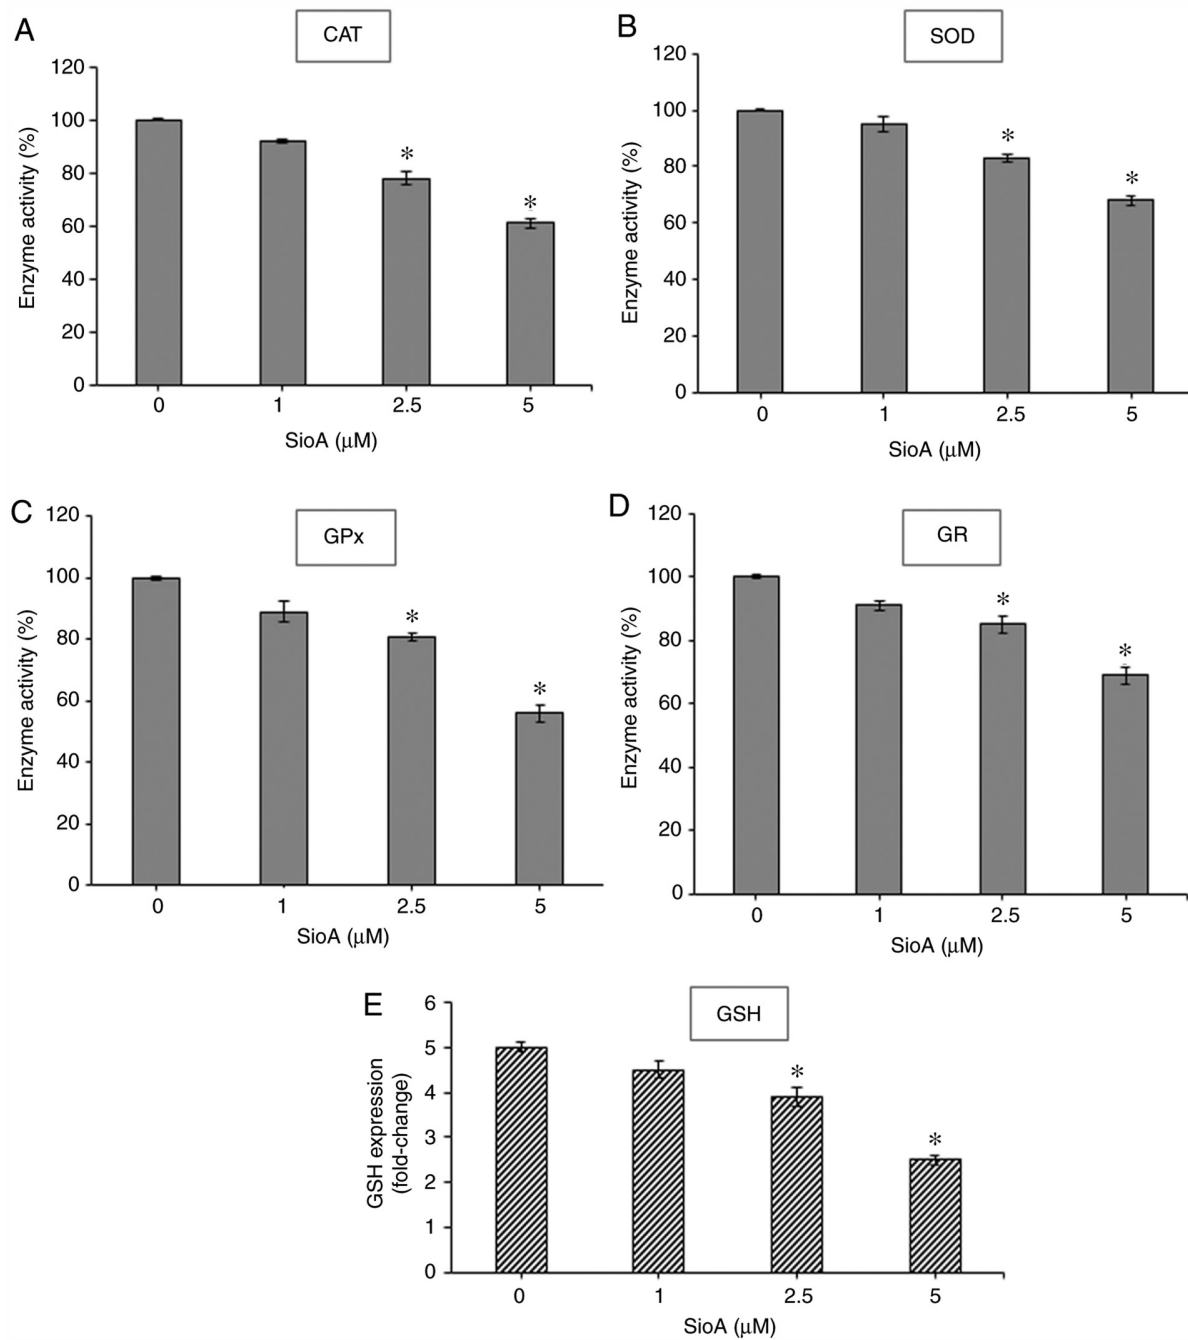 A
CAT
Enzyme activity (%)
120
100
80
60
40
20
0
*
*
0 1 2.5 5
SioA (μM)
B
SOD
Enzyme activity (%)
120
100
80
60
40
20
0
*
*
0 1 2.5 5
SioA (μM)
C
GPx
Enzyme activity (%)
120
100
80
60
40
20
0
*
*
0 1 2.5 5
SioA (μM)
D
GR
Enzyme activity (%)
120
100
80
60
40
20
0
*
*
0 1 2.5 5
SioA (μM)
E
GSH
GSH expression
(fold-change)
6
5
4
3
2
1
0
*
*
0 1 2.5 5
SioA (μM)